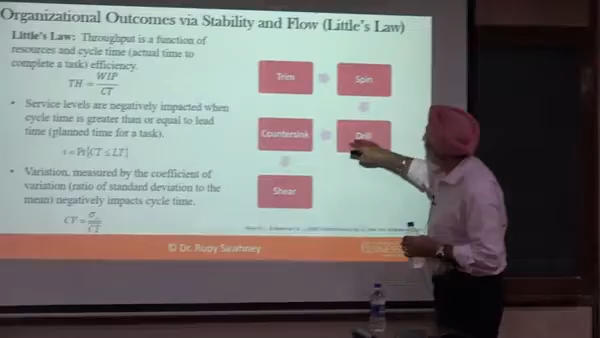 Organizational Outcomes via Stability and Flow (Little's Law)
Little's Law: Throughput is a function of
resources and cycle time (actual time to
complete a task) efficiency.
TH = WIP
CT
• Service levels are negatively impacted when
cycle time is greater than or equal to lead
time (planned time for a task).
s = Pr{CT ≤ LT}
• Variation, measured by the coefficient of
variation (ratio of standard deviation to the
mean) negatively impacts cycle time.
CV = σ
CT
Trim
Spin
Countersink
Drill
Shear
© Dr. Rupy Sawhney